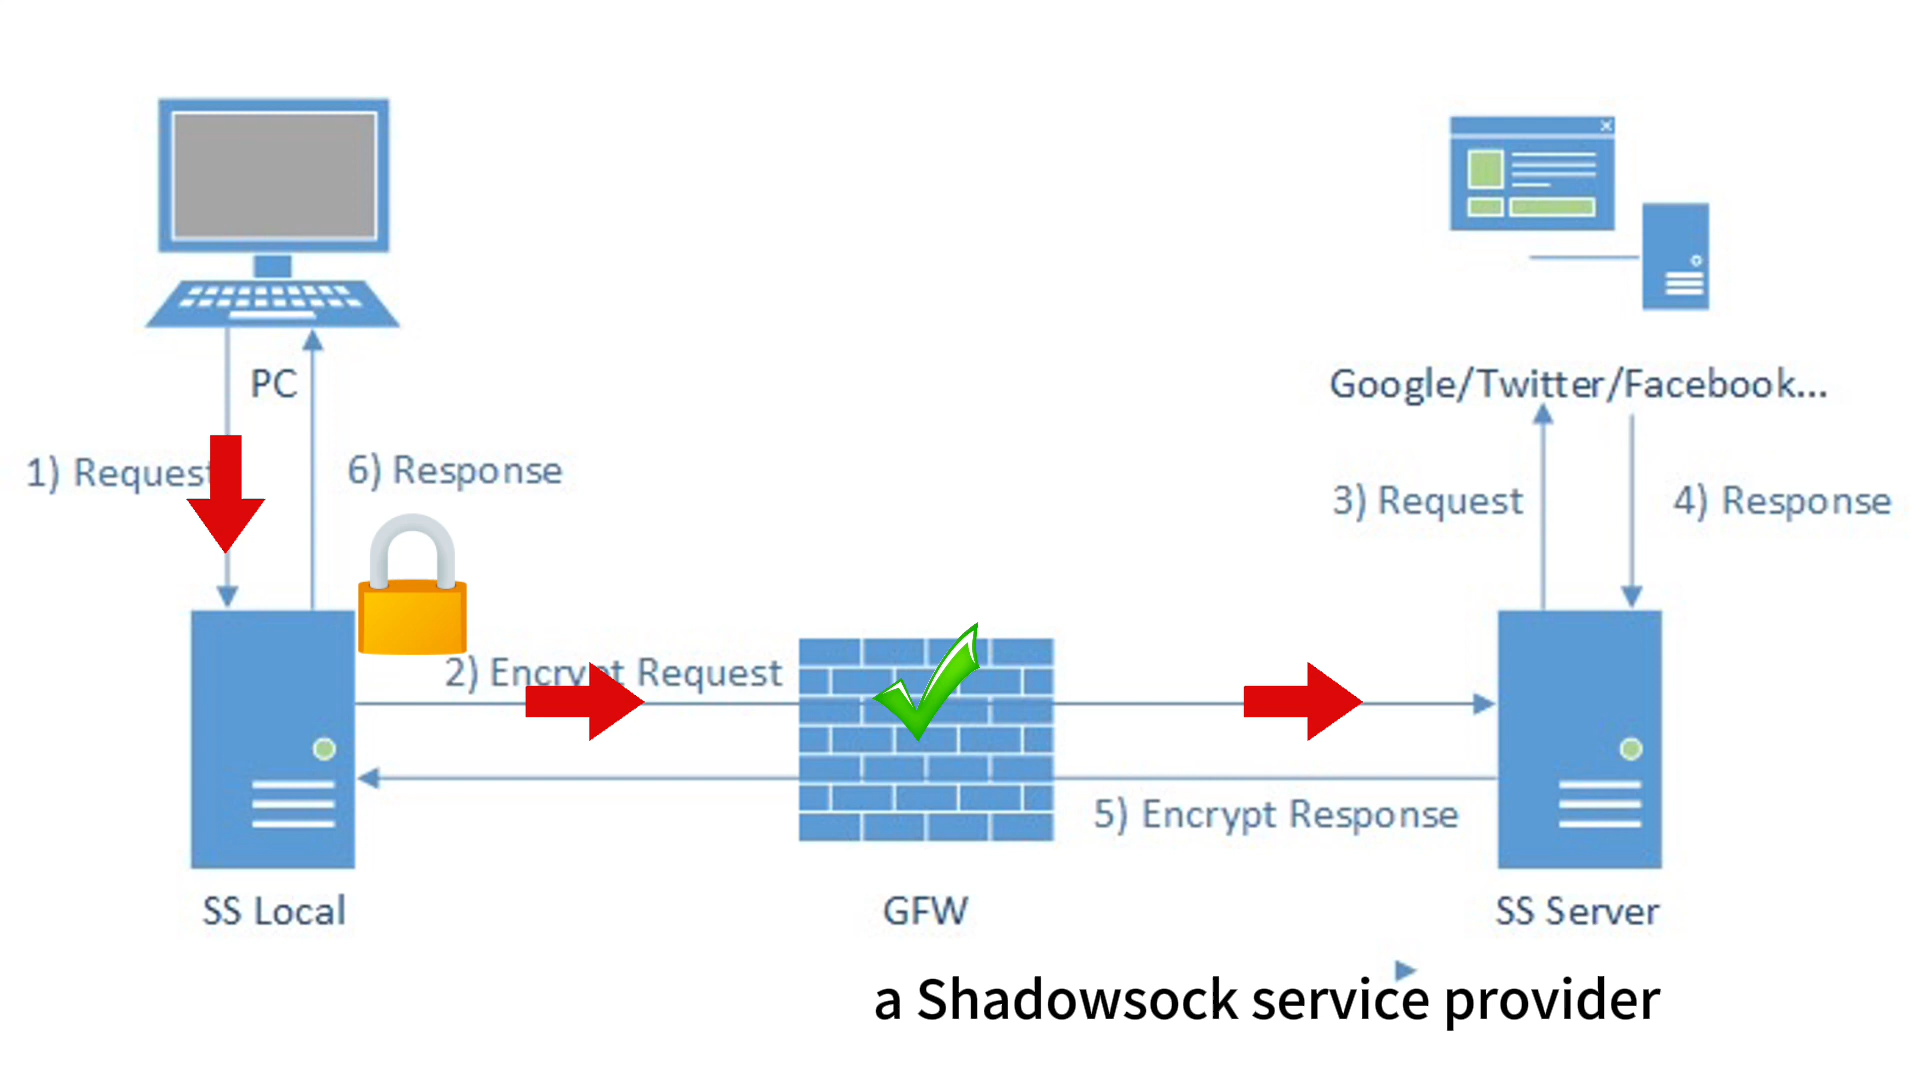 PC
Google/Twitter/Facebook...
1) Request
6) Response
3) Request
4) Response
2) Encrypt Request
5) Encrypt Response
SS Local
GFW
SS Server
a Shadowsock service provider